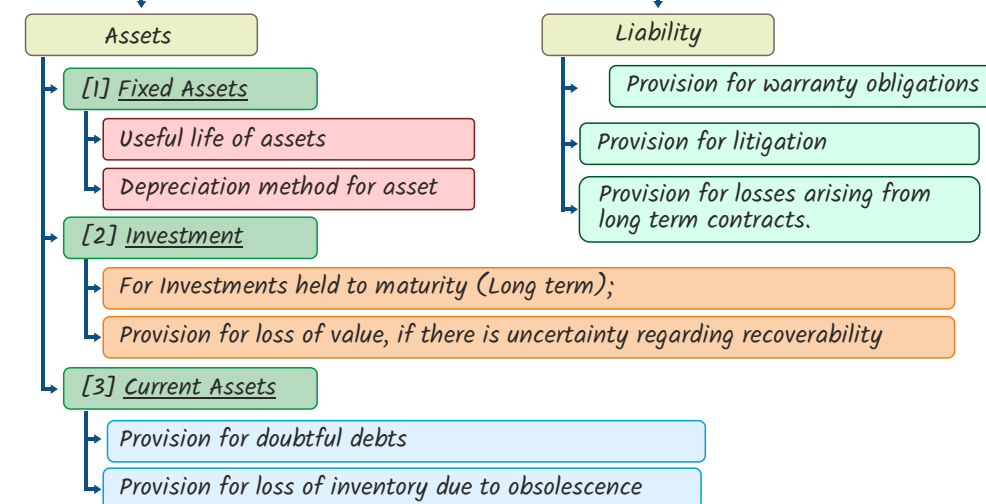 Assets
[1] Fixed Assets
Useful life of assets
Depreciation method for asset
[2] Investment
For Investments held to maturity (Long term);
Provision for loss of value, if there is uncertainty regarding recoverability
[3] Current Assets
Provision for doubtful debts
Provision for loss of inventory due to obsolescence
Liability
Provision for warranty obligations
Provision for litigation
Provision for losses arising from
long term contracts.